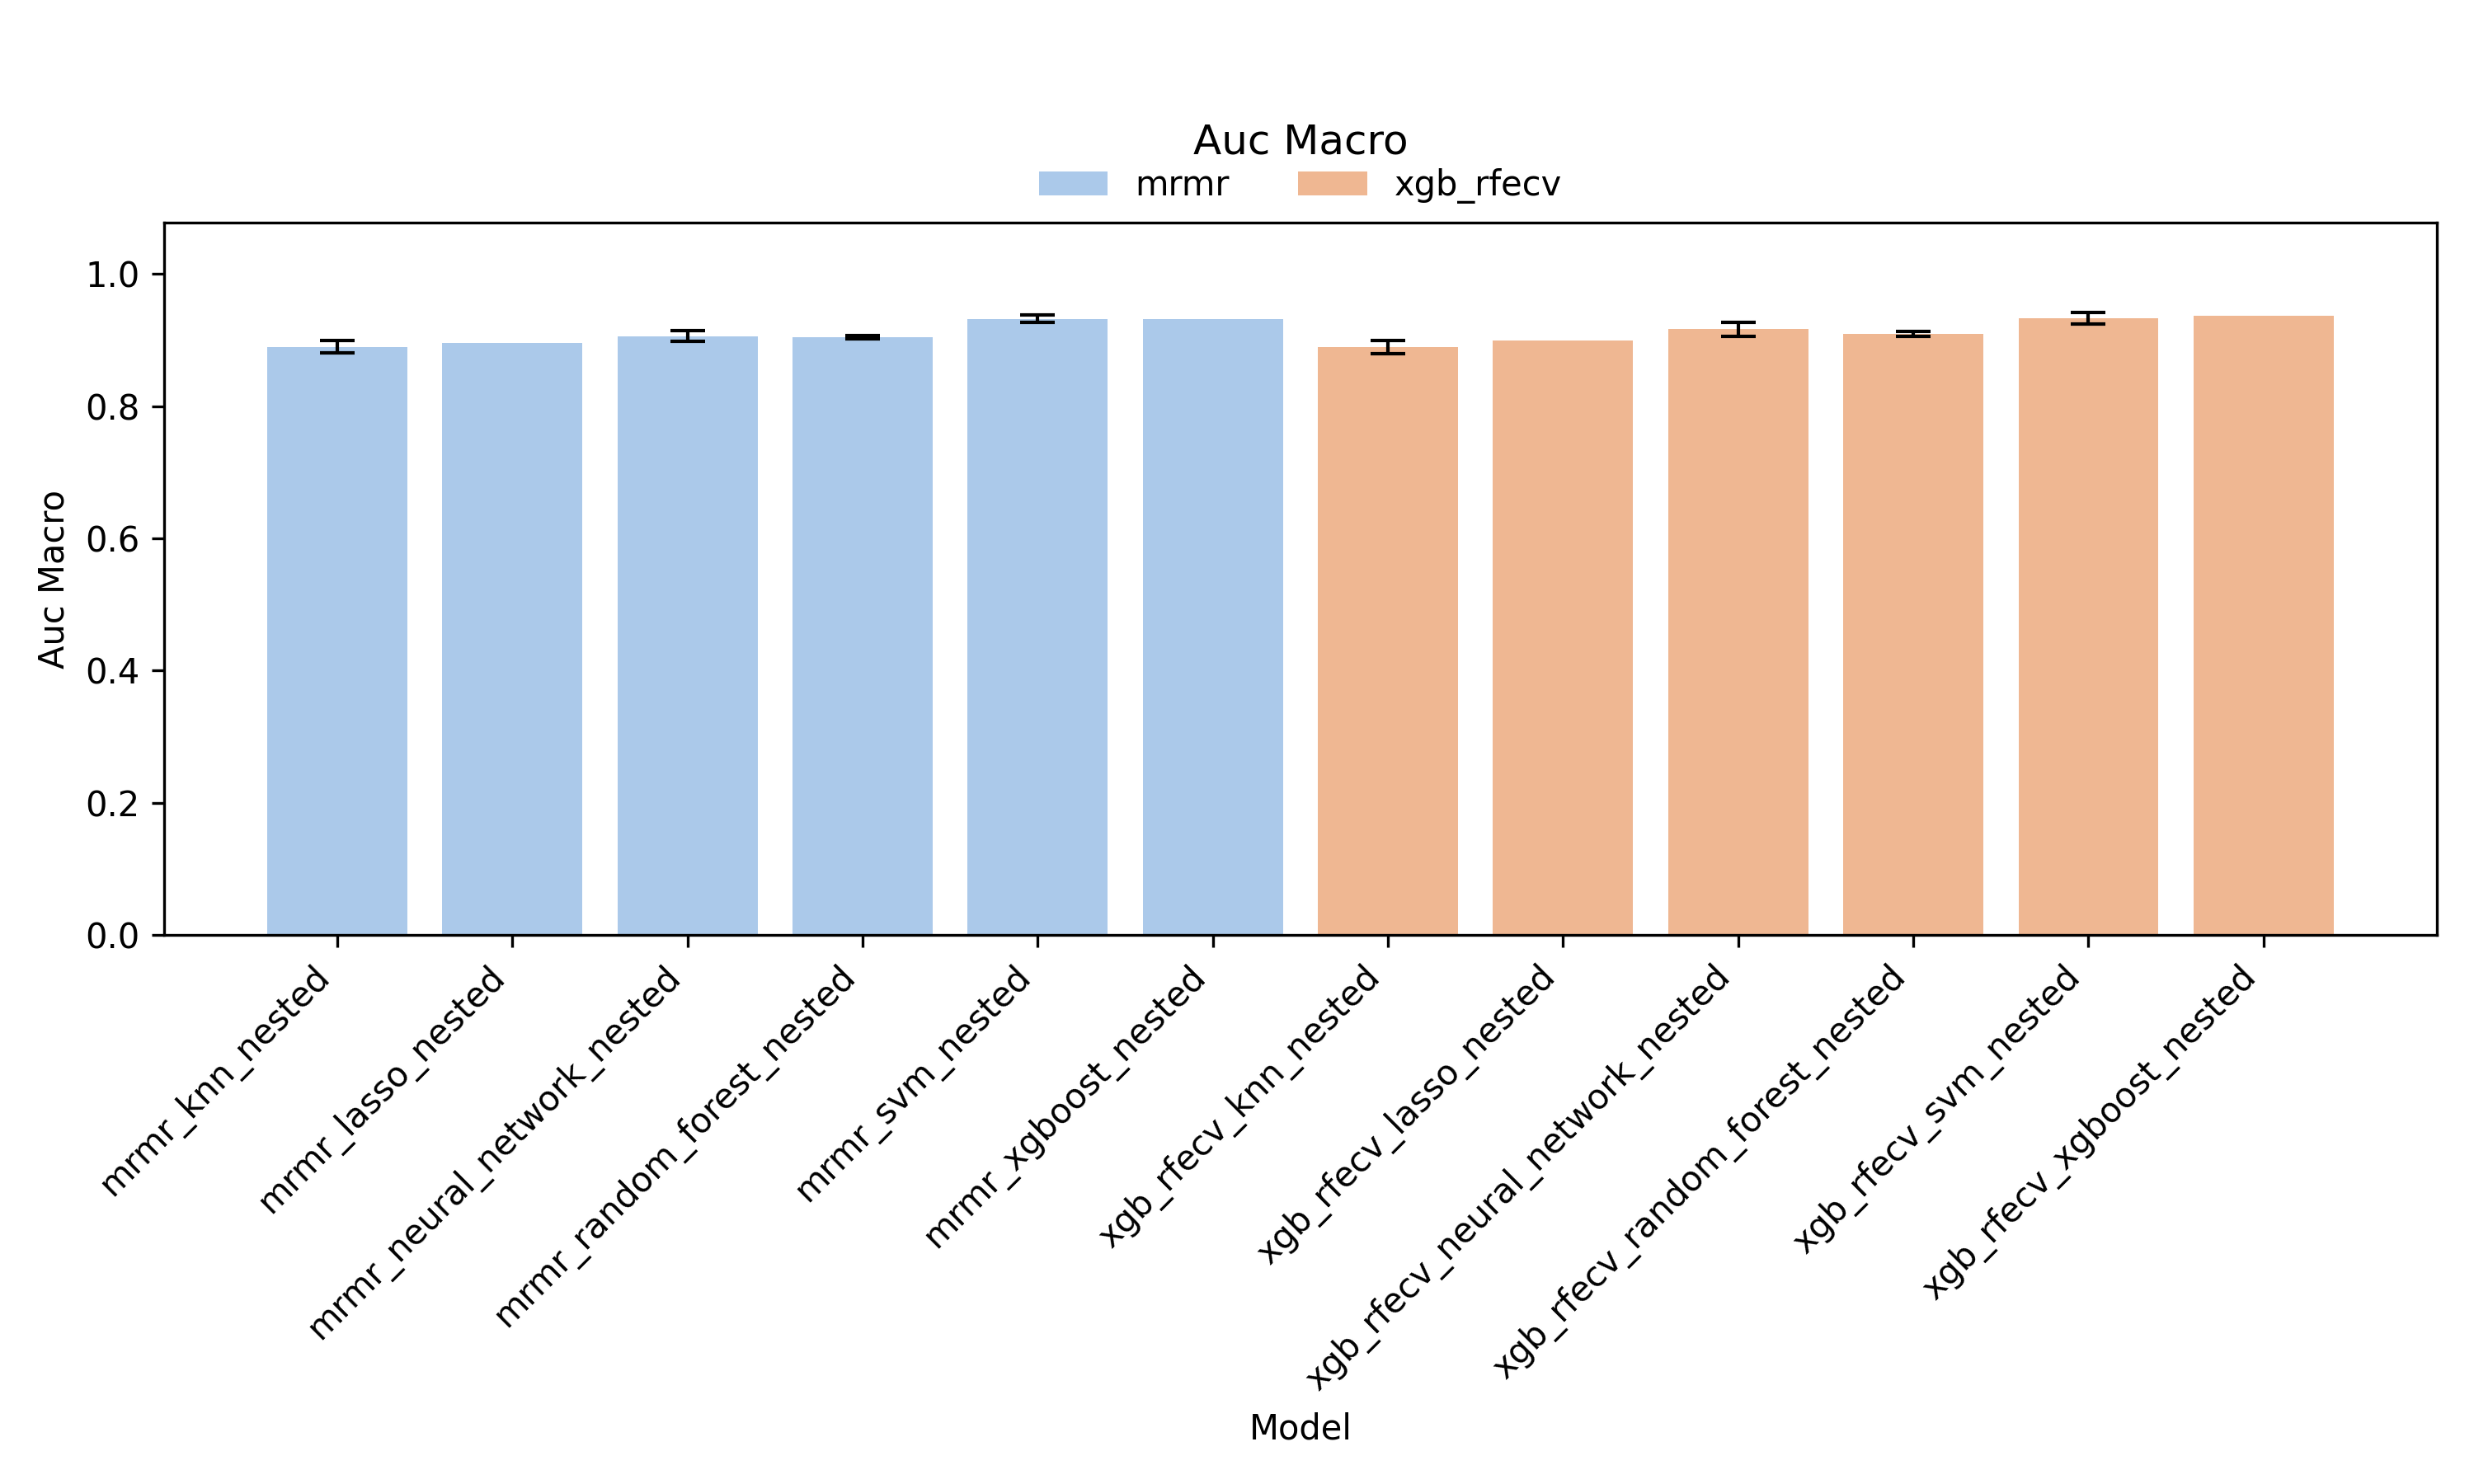 Auc Macro
mrmr xgb_rfecv
Auc Macro
1.0
0.8
0.6
0.4
0.2
0.0
mrmr_knn_nested
mrmr_lasso_nested
mrmr_neural_network_nested
mrmr_random_forest_nested
mrmr_svm_nested
mrmr_xgboost_nested
xgb_rfecv_knn_nested
xgb_rfecv_lasso_nested
xgb_rfecv_neural_network_nested
xgb_rfecv_random_forest_nested
xgb_rfecv_svm_nested
xgb_rfecv_xgboost_nested
Model